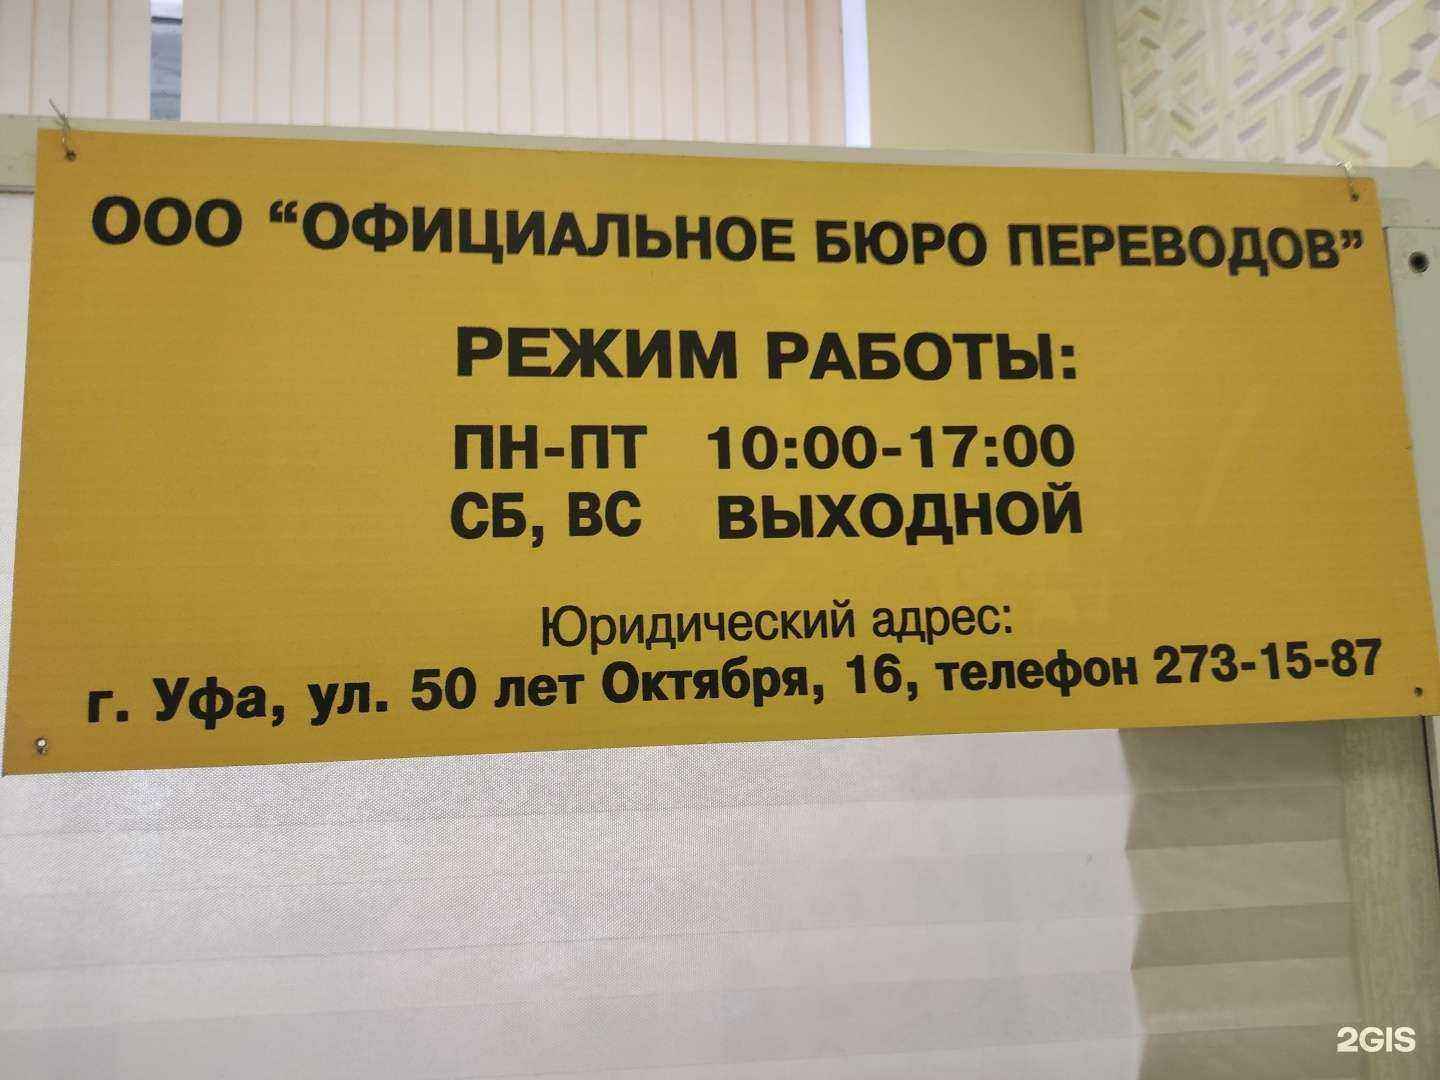 ООО “ОФИЦИАЛЬНОЕ БЮРО ПЕРЕВОДОВ”
РЕЖИМ РАБОТЫ:
ПН-ПТ 10:00-17:00
СБ, ВС ВЫХОДНОЙ
Юридический адрес:
г. Уфа, ул. 50 лет Октября, 16, телефон 273-15-87
2GIS